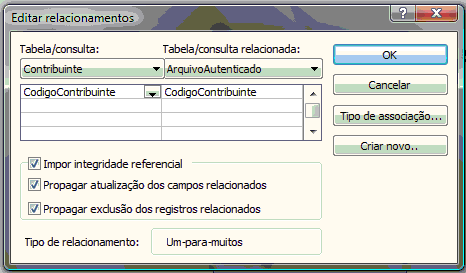 Editar relacionamentos
Tabela/consulta: Tabela/consulta relacionada:
Contribuinte ArquivoAutenticado
OK
CodigoContribuinte CodigoContribuinte
Cancelar
Tipo de associação...
Criar novo..
Impor integridade referencial
Propagar atualização dos campos relacionados
Propagar exclusão dos registros relacionados
Tipo de relacionamento: Um-para-muitos